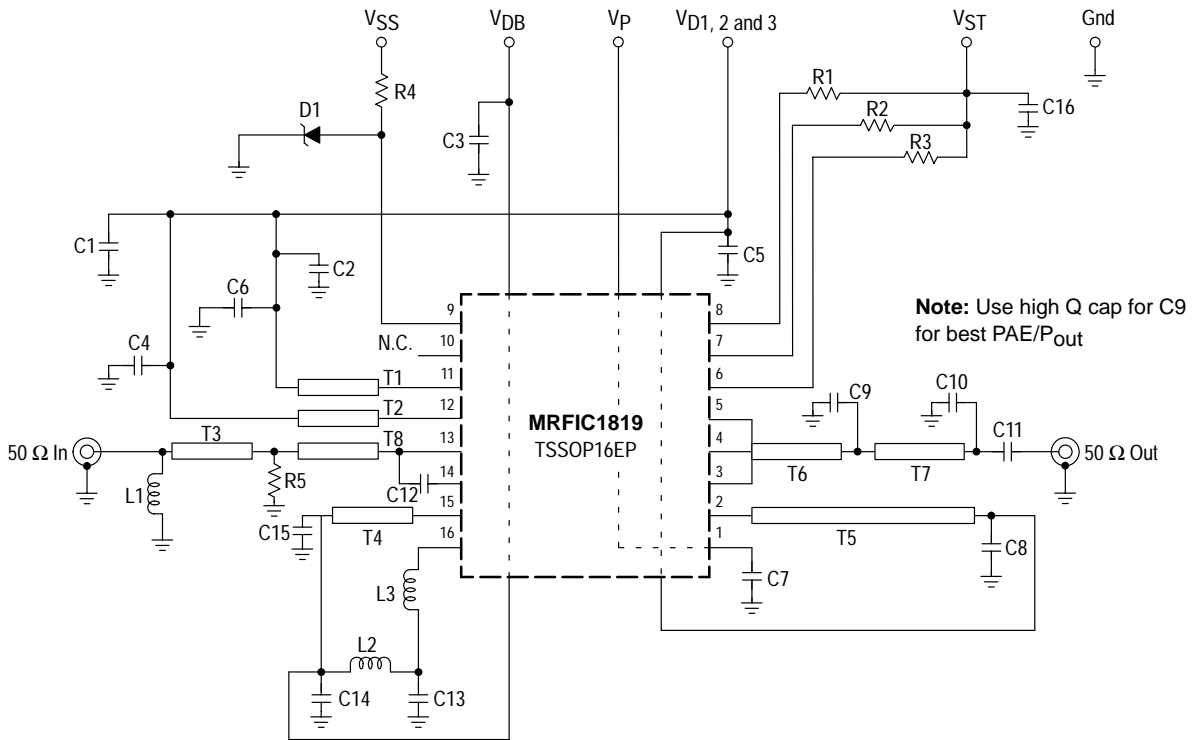 VSS VDB VP VD1, 2 and 3 VST Gnd
R4 R1
D1 C3 R2 C16
R3
C1 C2 C5
C6
Note: Use high Q cap for C9
for best PAE/Pout
9 8
N.C. 10 7
C4
T1 11 6
T2 12 5 C9 C10
MRFIC1819
TSSOP16EP
50 Ω In T3 T8 13 4 T6 T7 C11 50 Ω Out
L1 R5 C12 14 3
C15 T4 15 2 T5 C8
16 1 C7
L3
L2
C14 C13